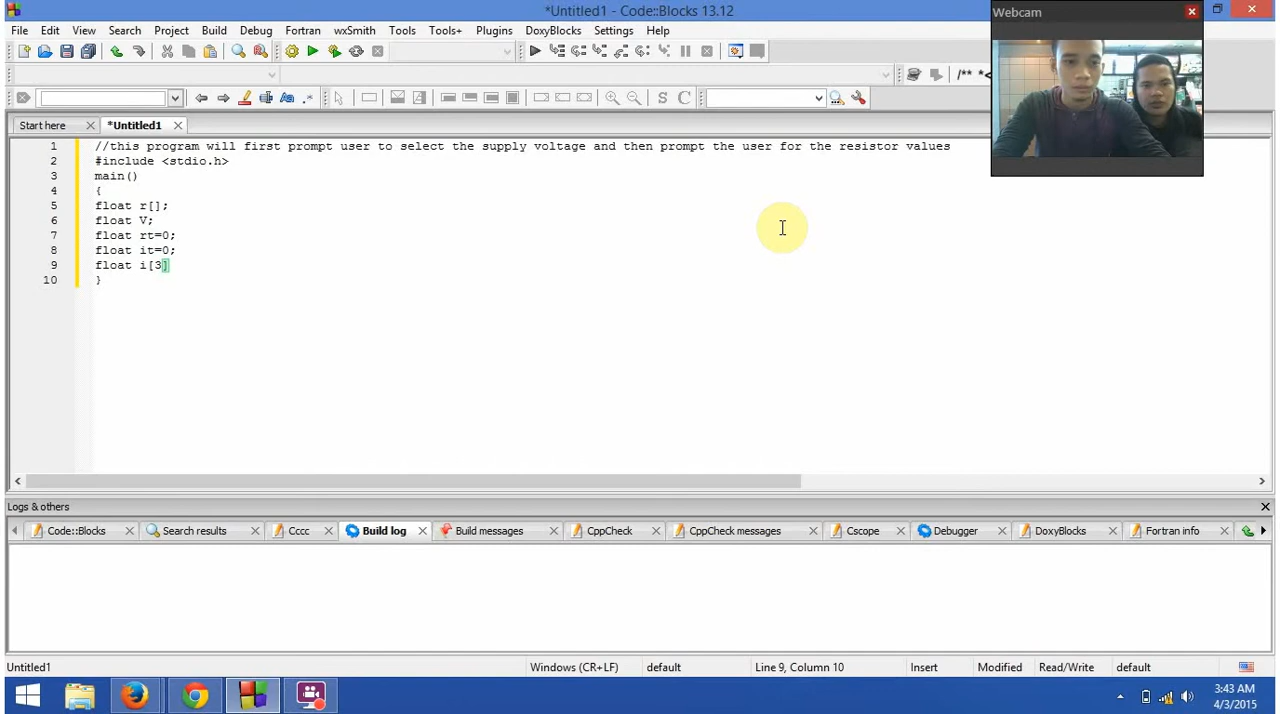 *Untitled1 - Code::Blocks 13.12
Webcam
File Edit View Search Project Build Debug Fortran wxSmith Tools Tools+ Plugins DoxyBlocks Settings Help
/** *<
S C
Start here *Untitled1
1 //this program will first prompt user to select the supply voltage and then prompt the user for the resistor values
2 #include <stdio.h>
3 main()
4 {
5 float r[];
6 float V;
7 float rt=0;
8 float it=0;
9 float i[3]
10 }
Logs & others
Code::Blocks Search results Cccc Build log Build messages CppCheck CppCheck messages Cscope Debugger DoxyBlocks Fortran info
Untitled1 Windows (CR+LF) default Line 9, Column 10 Insert Modified Read/Write default
3:43 AM
4/3/2015